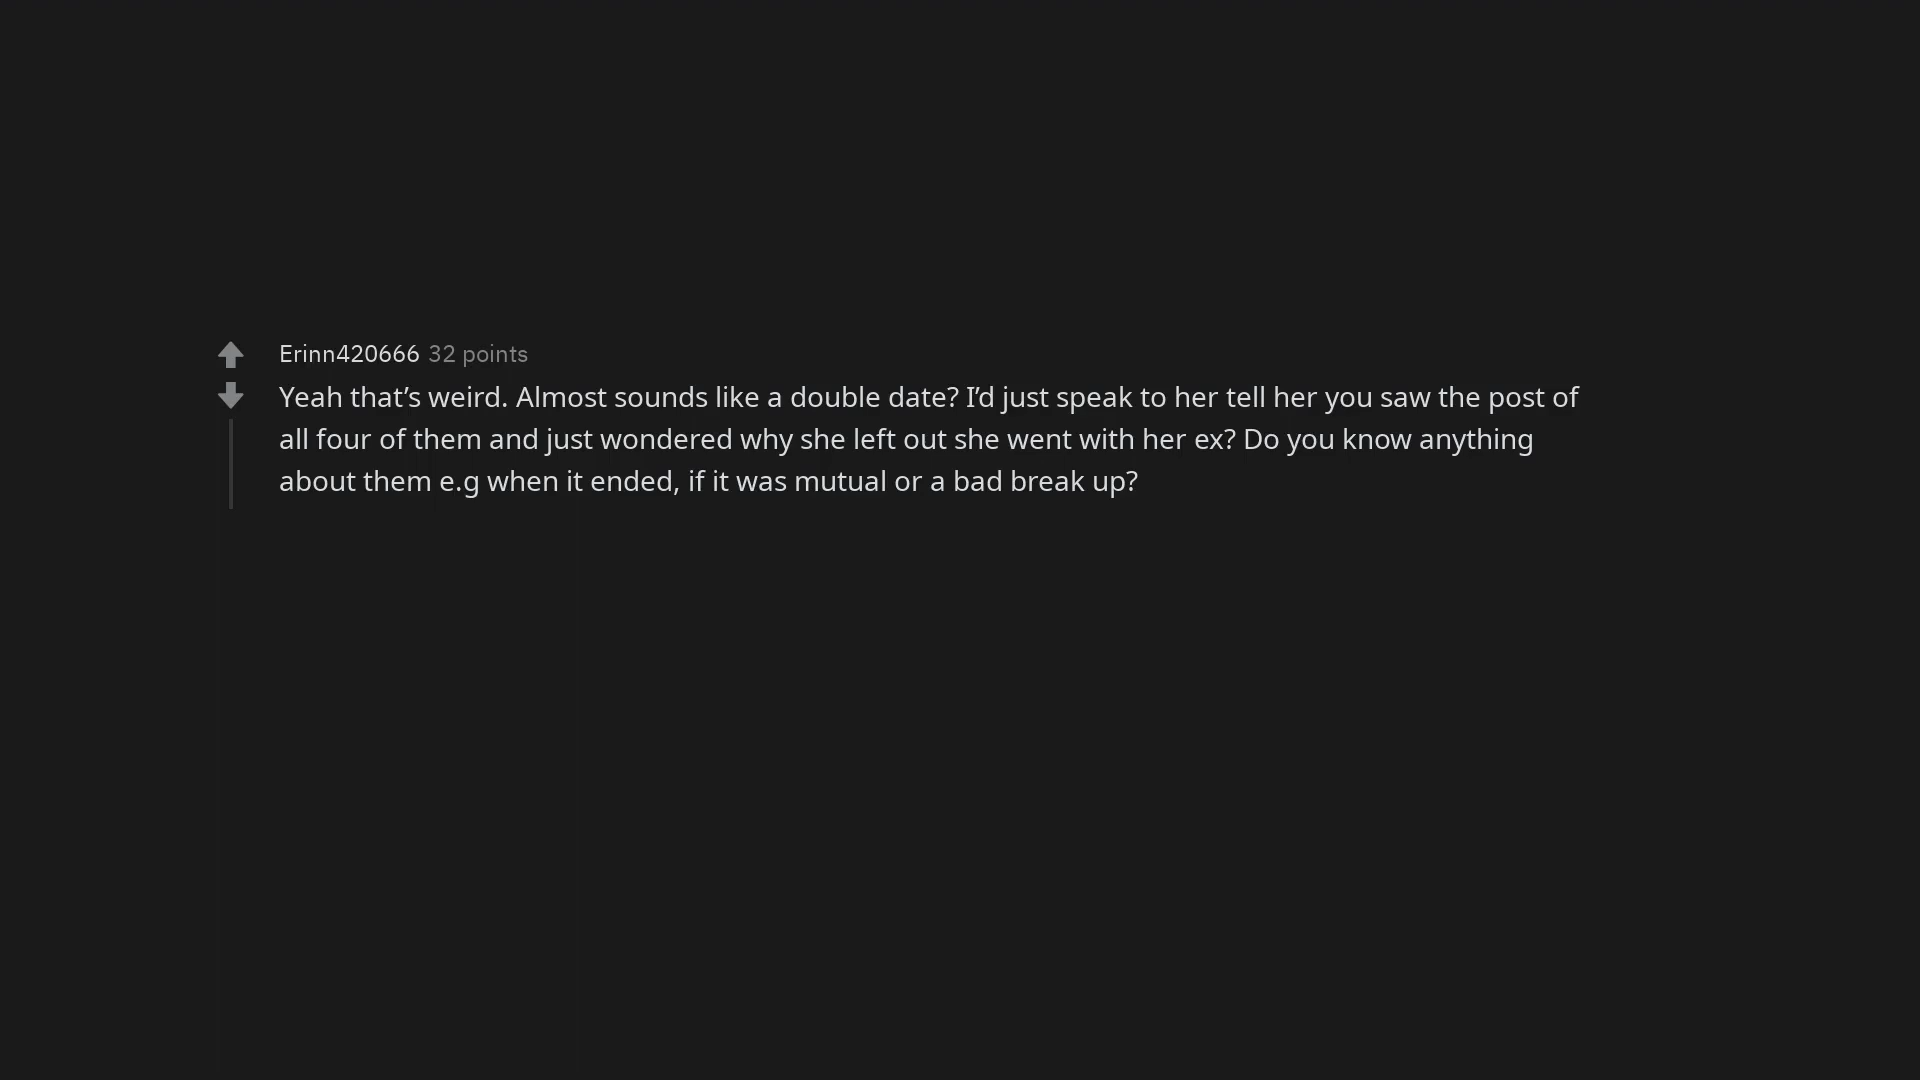 Erinn420666 32 points
Yeah that’s weird. Almost sounds like a double date? I’d just speak to her tell her you saw the post of
all four of them and just wondered why she left out she went with her ex? Do you know anything
about them e.g when it ended, if it was mutual or a bad break up?